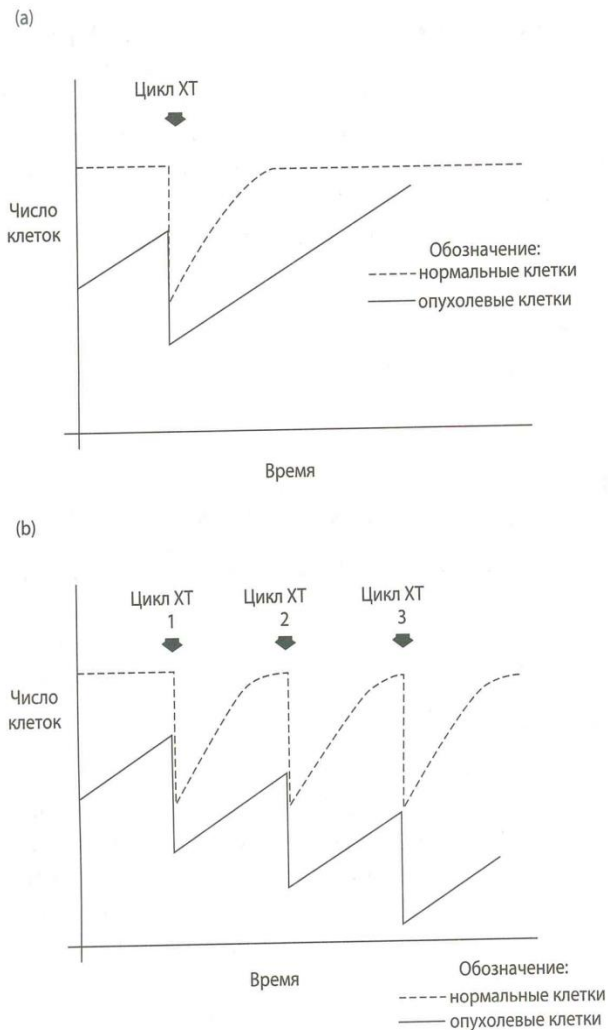 (a)
Цикл ХТ
Число
клеток
Обозначение:
нормальные клетки
опухолевые клетки
Время
(b)
Цикл ХТ
1
Цикл ХТ
2
Цикл ХТ
3
Число
клеток
Время
Обозначение:
нормальные клетки
опухолевые клетки